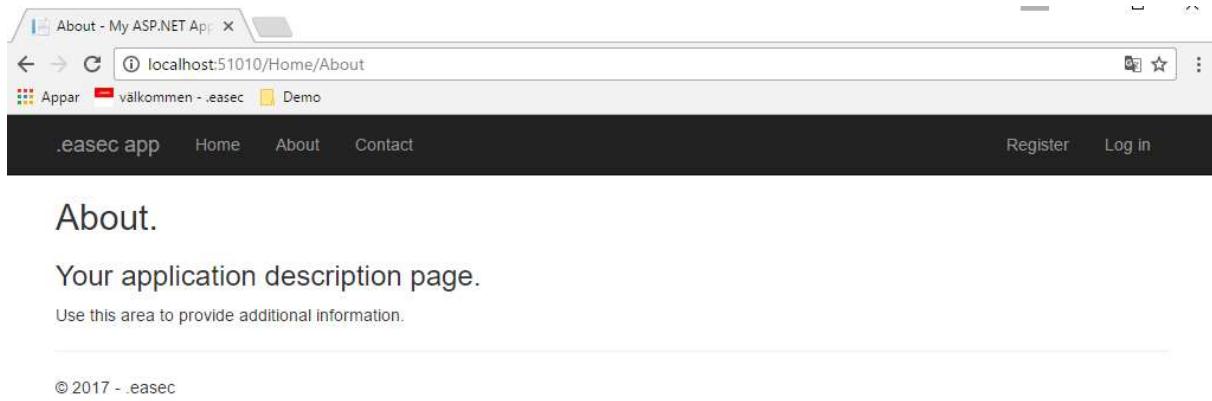 About - My ASP.NET App
localhost:51010/Home/About
Appar välkommen - .easec Demo
.easec app Home About Contact Register Log in
About.
Your application description page.
Use this area to provide additional information.
© 2017 - .easec